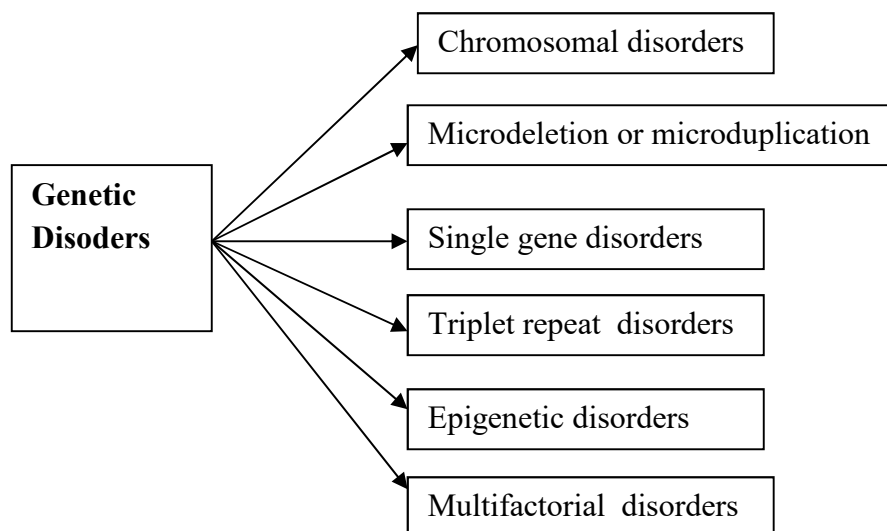 Chromosomal disorders
Microdeletion or microduplication
Genetic
Disoders
Single gene disorders
Triplet repeat  disorders
Epigenetic disorders
Multifactorial  disorders